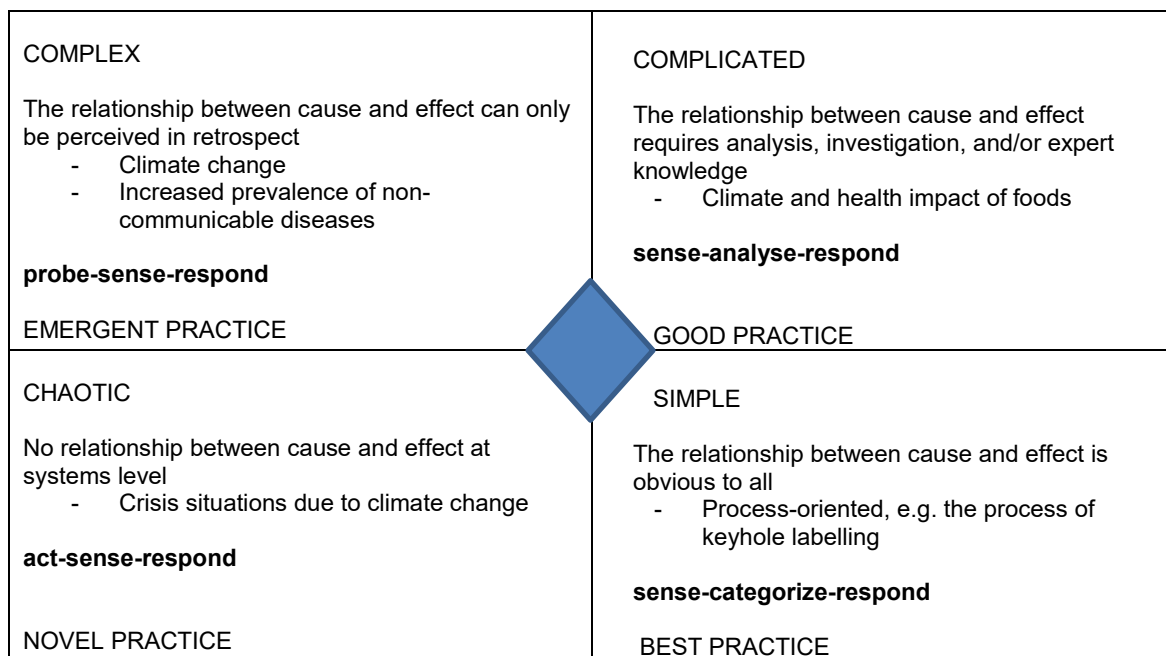 COMPLEX
The relationship between cause and effect can only
be perceived in retrospect
- Climate change
- Increased prevalence of non-
communicable diseases
probe-sense-respond
EMERGENT PRACTICE
COMPLICATED
The relationship between cause and effect
requires analysis, investigation, and/or expert
knowledge
- Climate and health impact of foods
sense-analyse-respond
GOOD PRACTICE
CHAOTIC
No relationship between cause and effect at
systems level
- Crisis situations due to climate change
act-sense-respond
NOVEL PRACTICE
SIMPLE
The relationship between cause and effect is
obvious to all
- Process-oriented, e.g. the process of
keyhole labelling
sense-categorize-respond
BEST PRACTICE